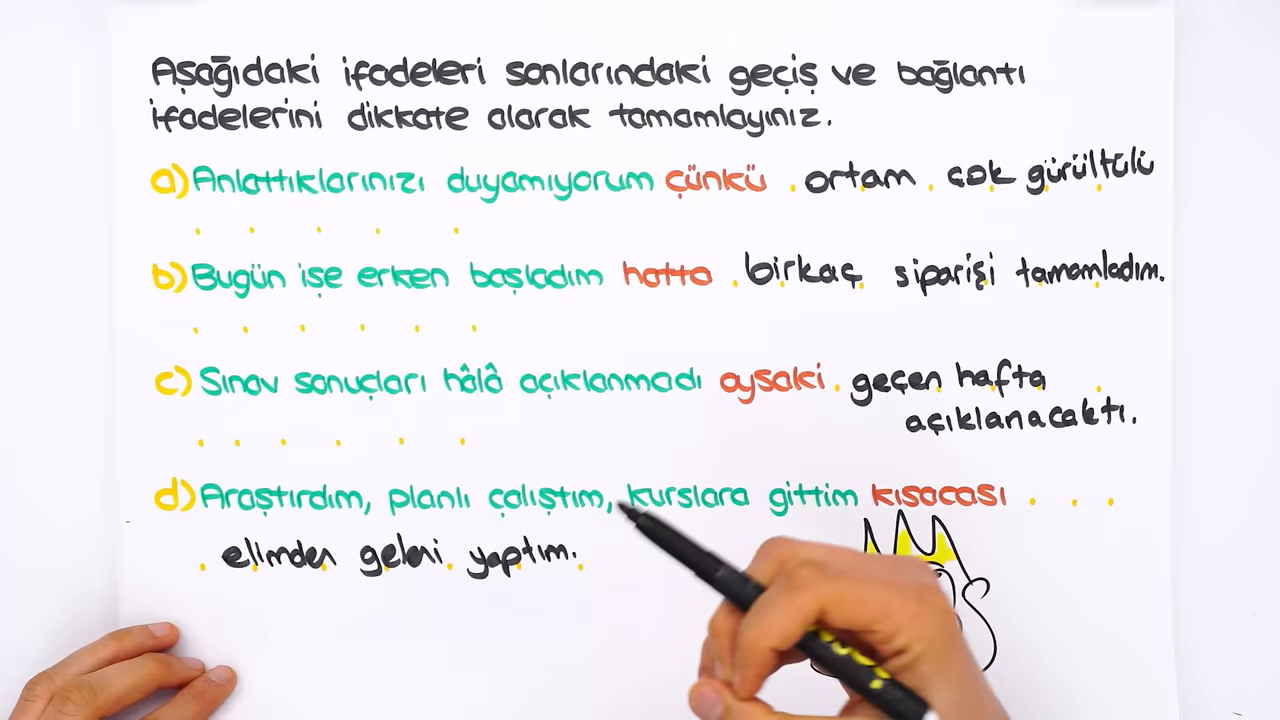 Aşağıdaki ifadeleri sonlarındaki geçiş ve bağlantı
ifadelerini dikkate alarak tamamlayınız.
a) Anlattıklarınızı duyamıyorum çünkü ortam çok gürültülü
b) Bugün işe erken başladım hatta birkaç siparişi tamamladım.
c) Sınav sonuçları hâlâ açıklanmadı oysaki geçen hafta
açıklanacaktı.
d) Araştırdım, planlı çalıştım, kurslara gittim kısacası . . .
elimden geleni yaptım.